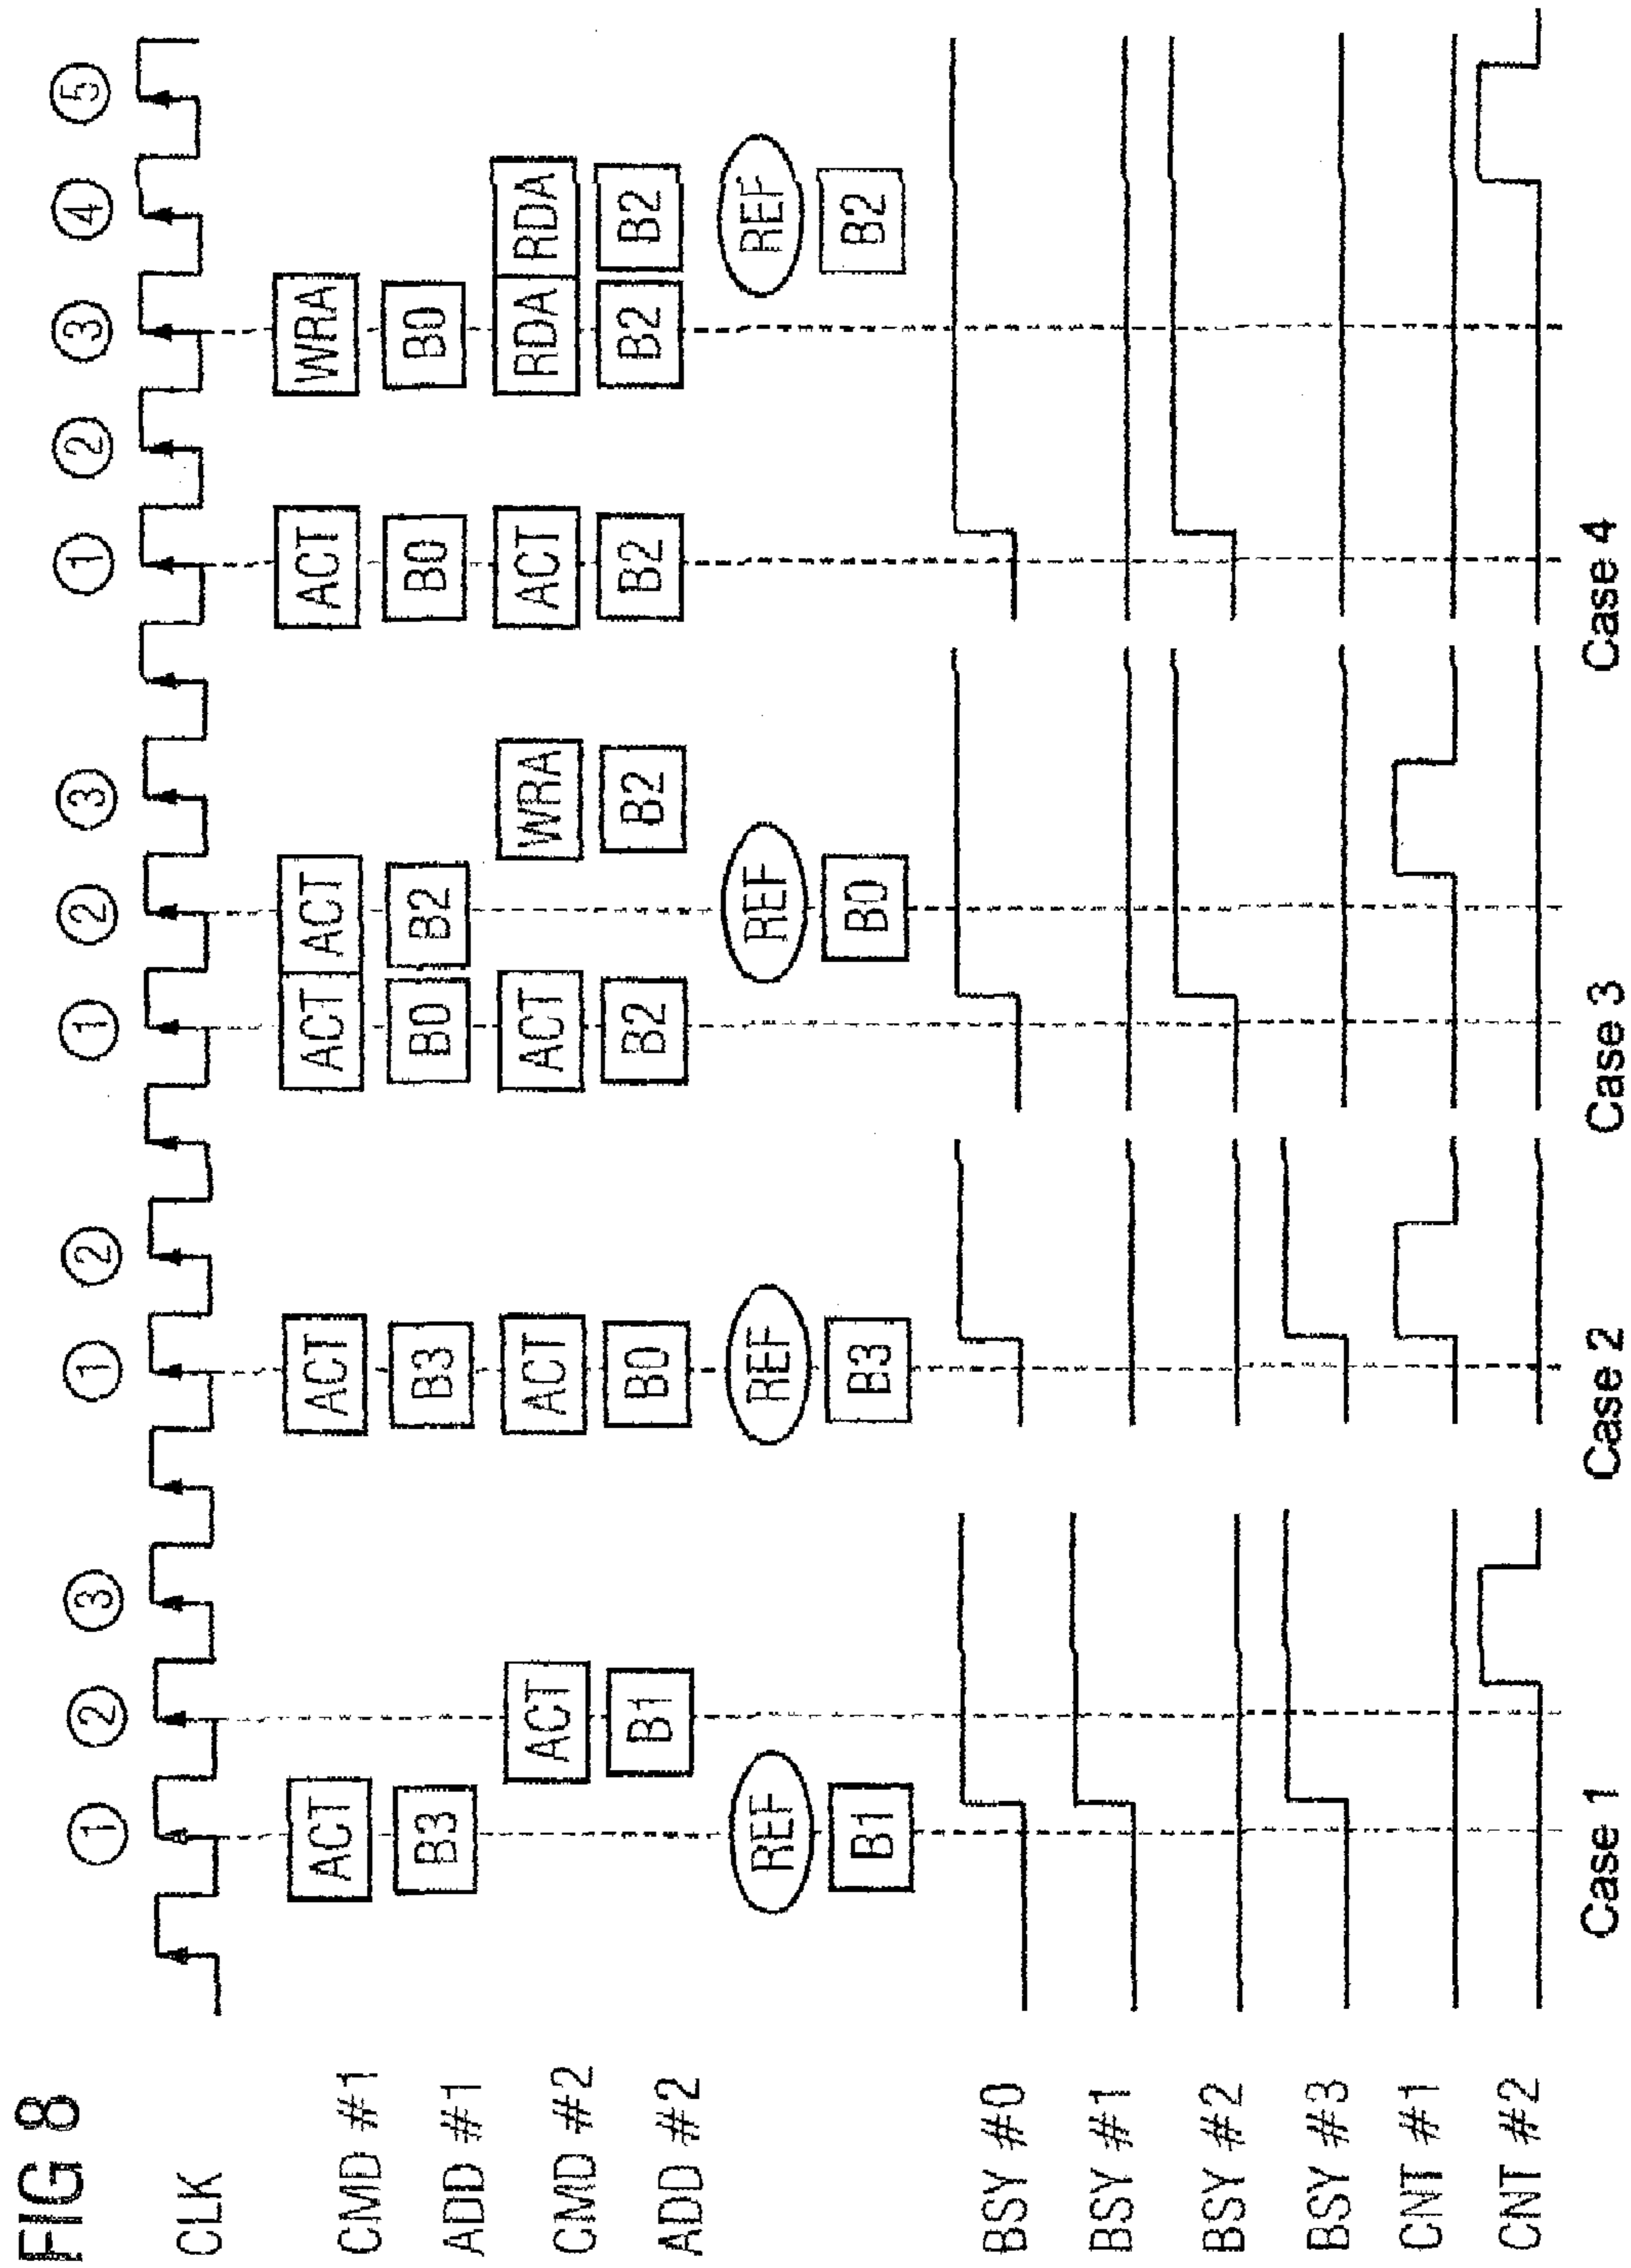 FIG 8
CLK
① ② ③ ① ② ① ② ③ ① ② ③ ④ ⑤
CMD #1
ACT ACT ACT ACT ACT WRA
ADD #1
B3 B3 B0 B2 B0 B0
CMD #2
ACT ACT ACT WRA ACT RDA RDA
ADD #2
B1 B0 B2 B2 B2 B2 B2
REF REF REF REF
B1 B3 B0 B2
BSY #0
BSY #1
BSY #2
BSY #3
CNT #1
CNT #2
Case 1 Case 2 Case 3 Case 4